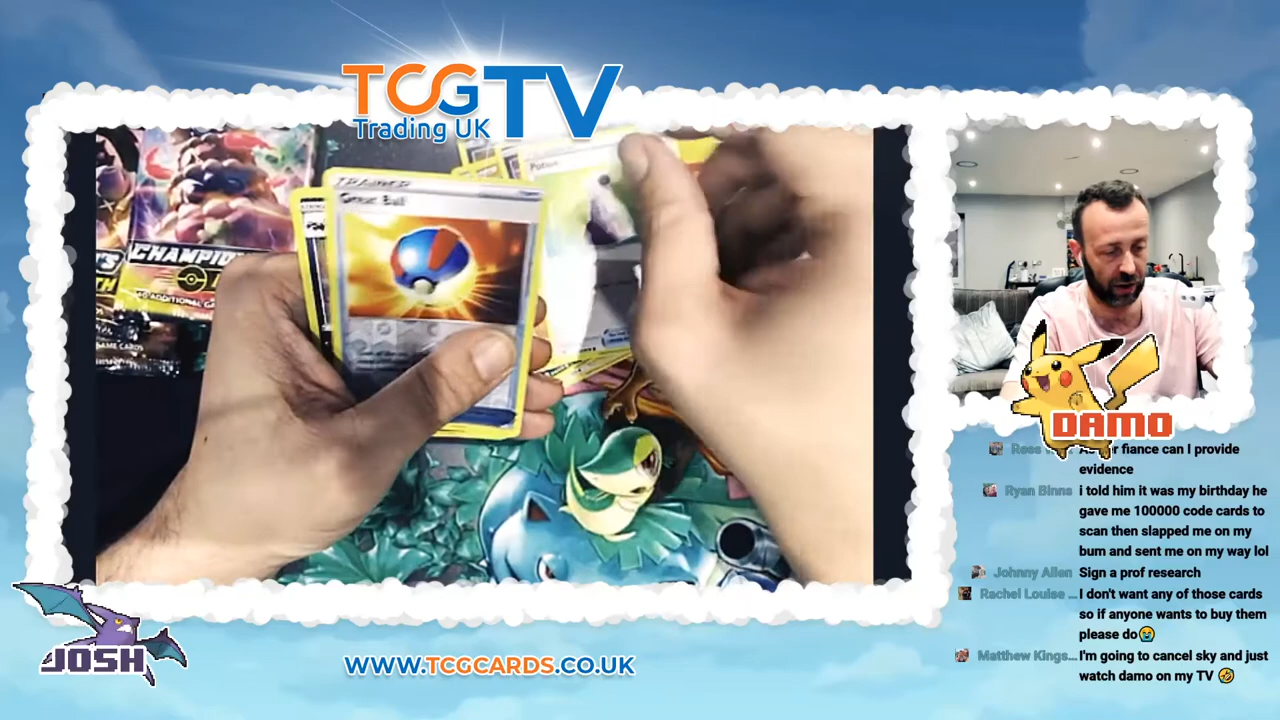 TCG TV
Trading UK
Potion
TRAINER
Great Ball
CHAMPION
GAME CARDS
DAMO
fiance can I provide
evidence
Ryan Binns i told him it was my birthday he
gave me 100000 code cards to
scan then slapped me on my
bum and sent me on my way lol
Johnny Allen Sign a prof research
Rachel Louise ... I don't want any of those cards
so if anyone wants to buy them
please do😭
Matthew Kings... I'm going to cancel sky and just
watch damo on my TV 🤣
JOSH
WWW.TCGCARDS.CO.UK